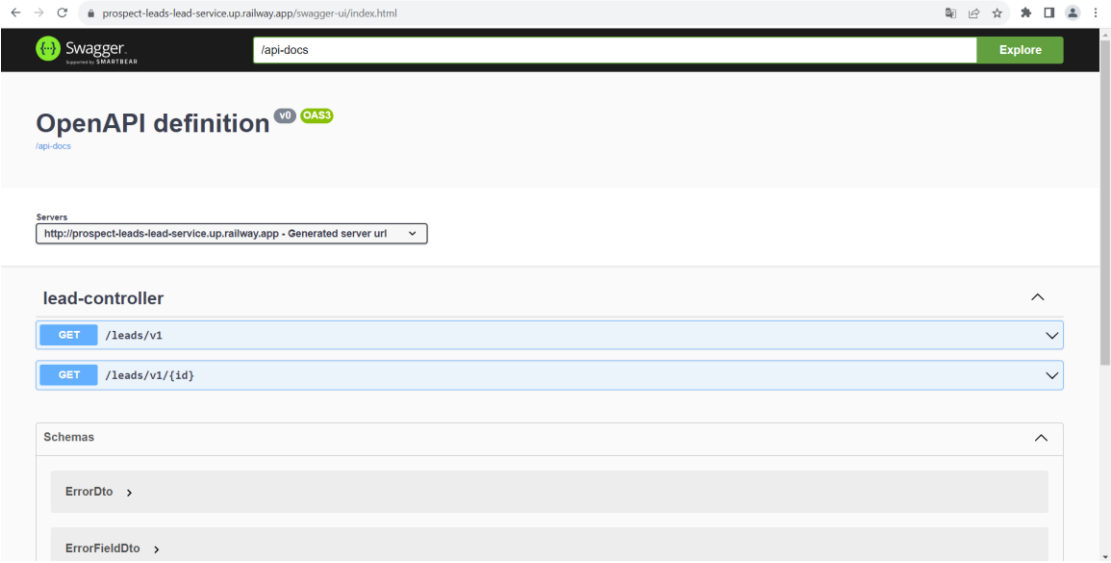 prospect-leads-lead-service.up.railway.app/swagger-ui/index.html
Swagger.
Supported by SMARTBEAR
/api-docs
Explore
OpenAPI definition v0 OAS3
/api-docs
Servers
http://prospect-leads-lead-service.up.railway.app - Generated server url
lead-controller
GET /leads/v1
GET /leads/v1/{id}
Schemas
ErrorDto
ErrorFieldDto